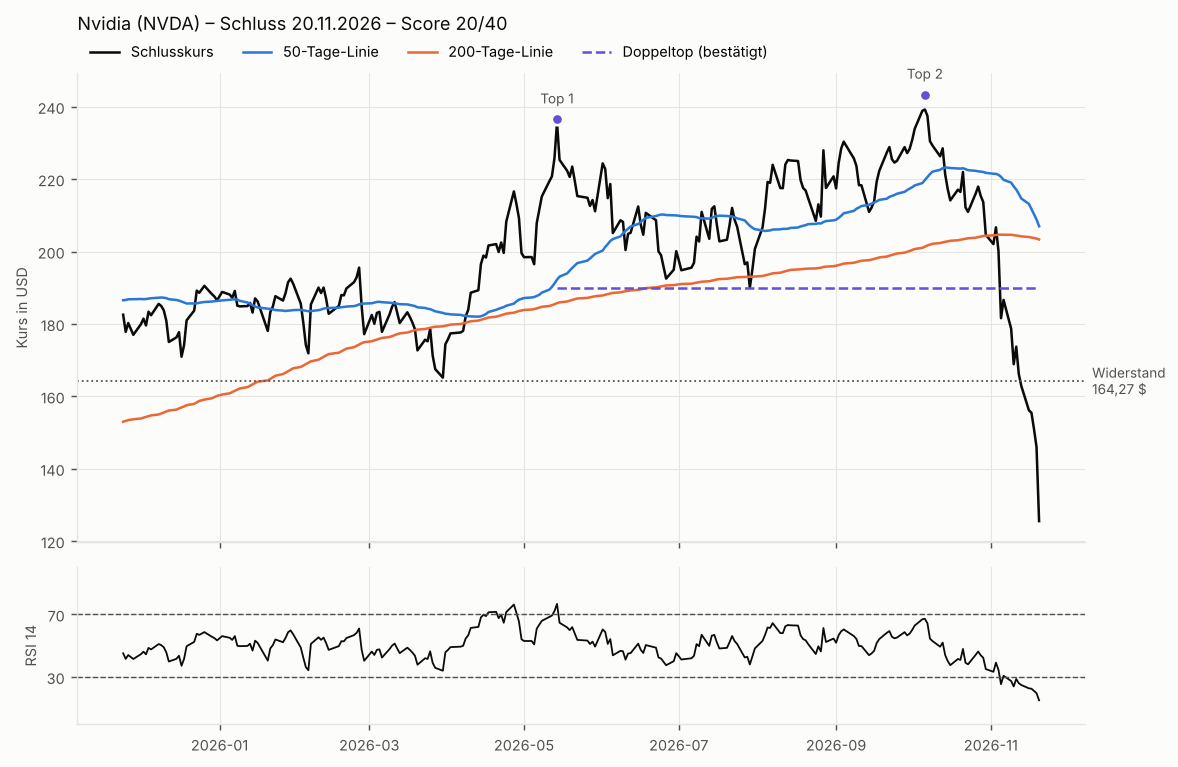 Nvidia (NVDA) – Schluss 20.11.2026 – Score 20/40
Schlusskurs
50-Tage-Linie
200-Tage-Linie
Doppeltop (bestätigt)
Top 1
Top 2
Kurs in USD
240
220
200
180
160
140
120
Widerstand
164,27 $
RSI 14
70
30
2026-01
2026-03
2026-05
2026-07
2026-09
2026-11